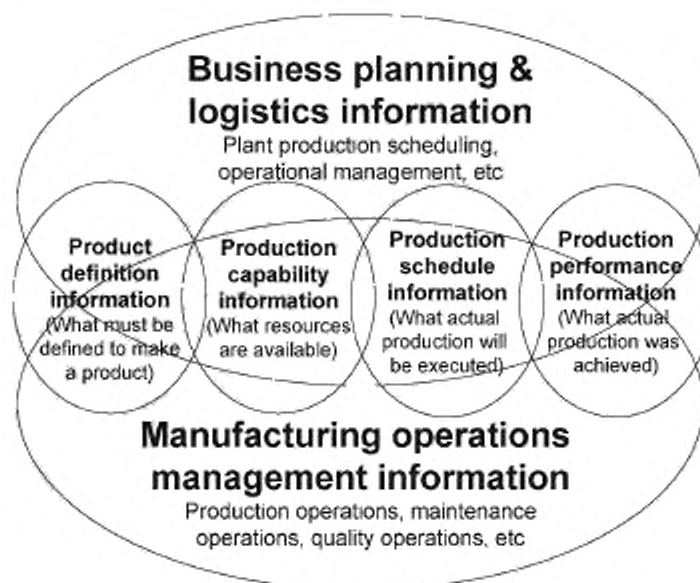 Business planning &
logistics information
Plant production scheduling,
operational management, etc
Product
definition
information
(What must be
defined to make
a product)
Production
capability
information
(What resources
are available)
Production
schedule
information
(What actual
production will
be executed)
Production
performance
information
(What actual
production was
achieved)
Manufacturing operations
management information
Production operations, maintenance
operations, quality operations, etc